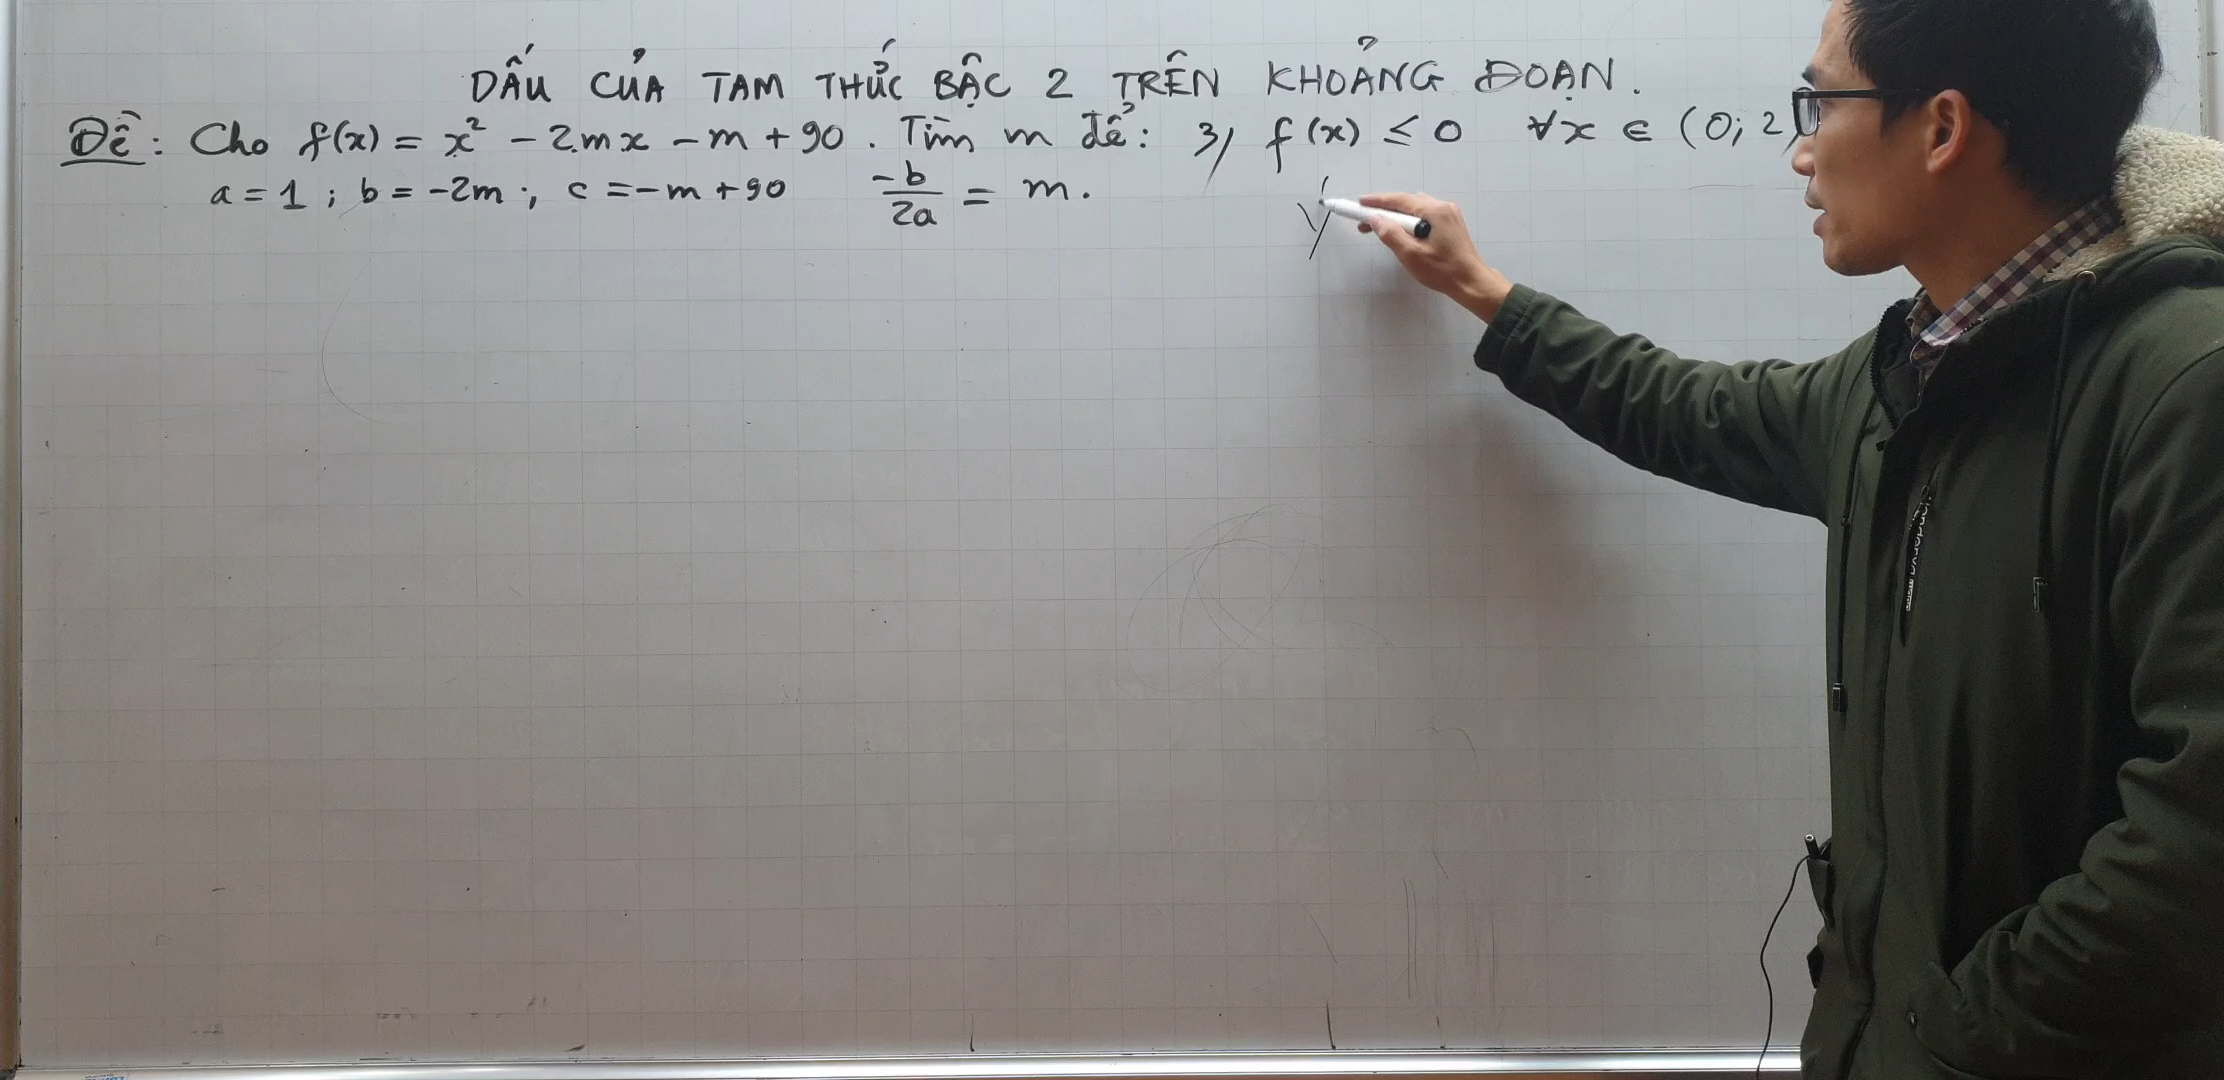 DẤU CỦA TAM THỨC BẬC 2 TRÊN KHOẢNG ĐOẠN.
Đề: Cho f(x) = x² - 2mx - m + 90. Tìm m để: 3) f(x) ≤ 0 ∀x ∈ (0; 2)
a = 1; b = -2m; c = -m + 90 -b/2a = m.
y